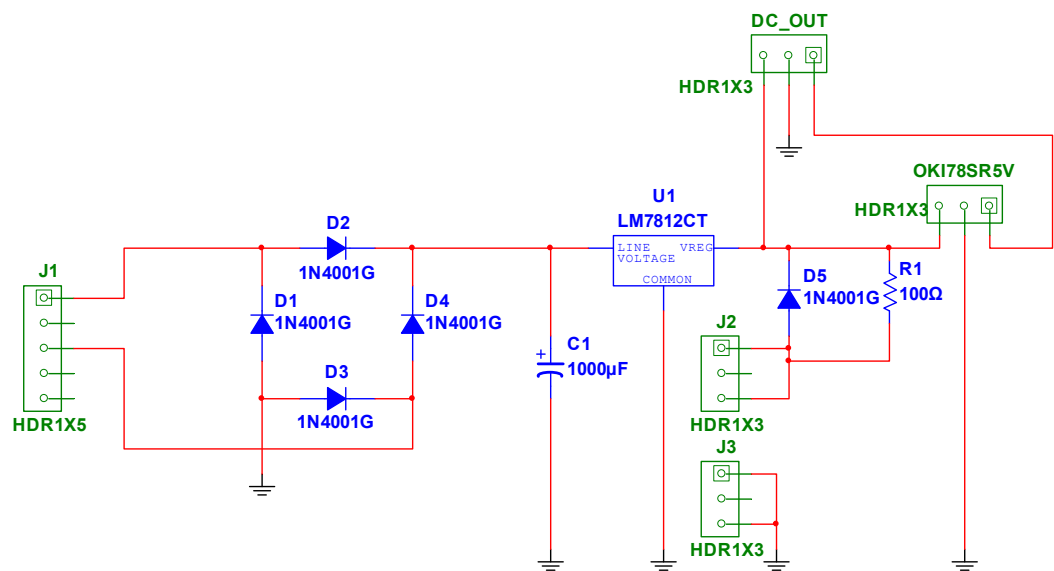 DC_OUT
HDR1X3
OKI78SR5V
HDR1X3
U1
LM7812CT
LINE VREG
VOLTAGE
COMMON
D2
1N4001G
J1
HDR1X5
D1
1N4001G
D4
1N4001G
D3
1N4001G
C1
+
1000µF
D5
1N4001G
R1
100Ω
J2
HDR1X3
J3
HDR1X3